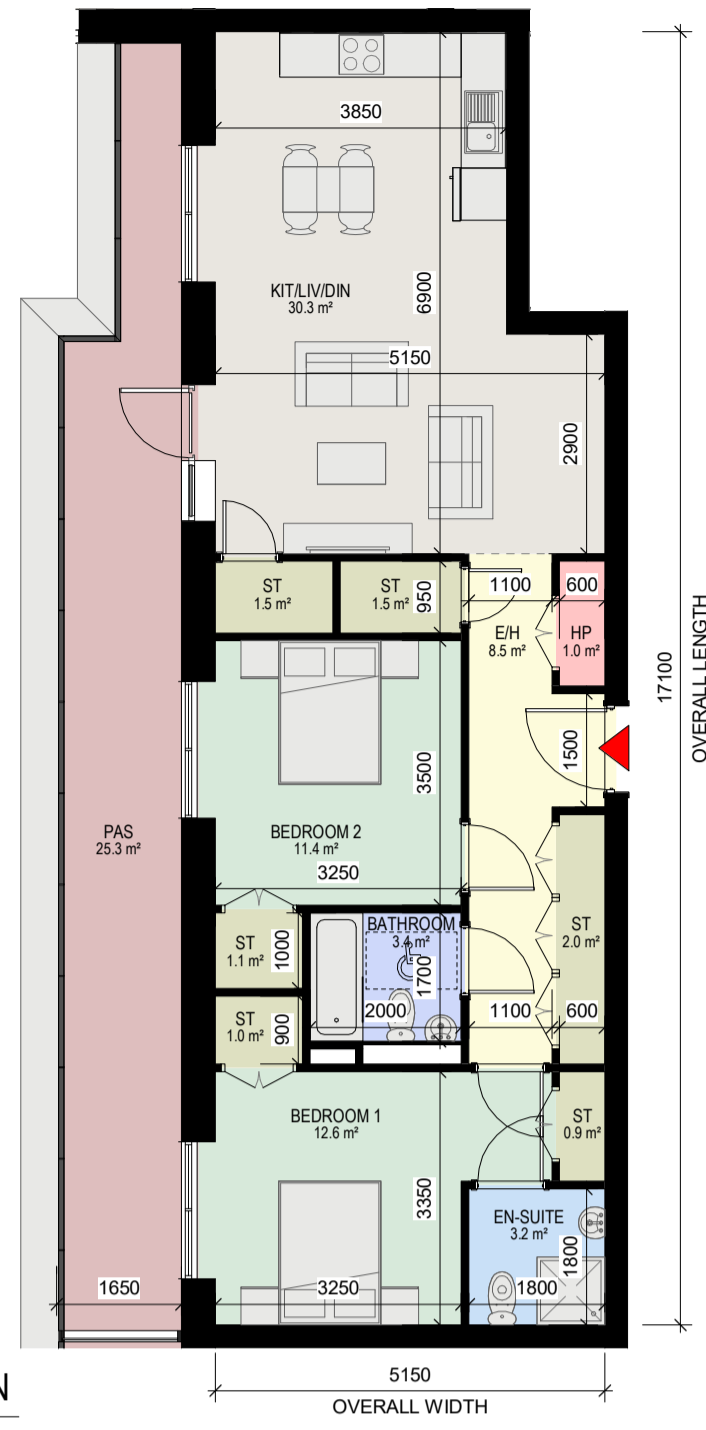 3850
KIT/LIV/DIN
30.3 m²
6900
5150
2900
ST
1.5 m²
ST
1.5 m²
950
1100
600
E/H
8.5 m²
HP
1.0 m²
17100
OVERALL LENGTH
1500
3500
PAS
25.3 m²
BEDROOM 2
11.4 m²
3250
BATHROOM
3.4 m²
ST
1.1 m²
1000
1700
ST
2.0 m²
ST
1.0 m²
900
2000
1100
600
BEDROOM 1
12.6 m²
ST
0.9 m²
3350
EN-SUITE
3.2 m²
1800
1650
3250
1800
5150
OVERALL WIDTH
N